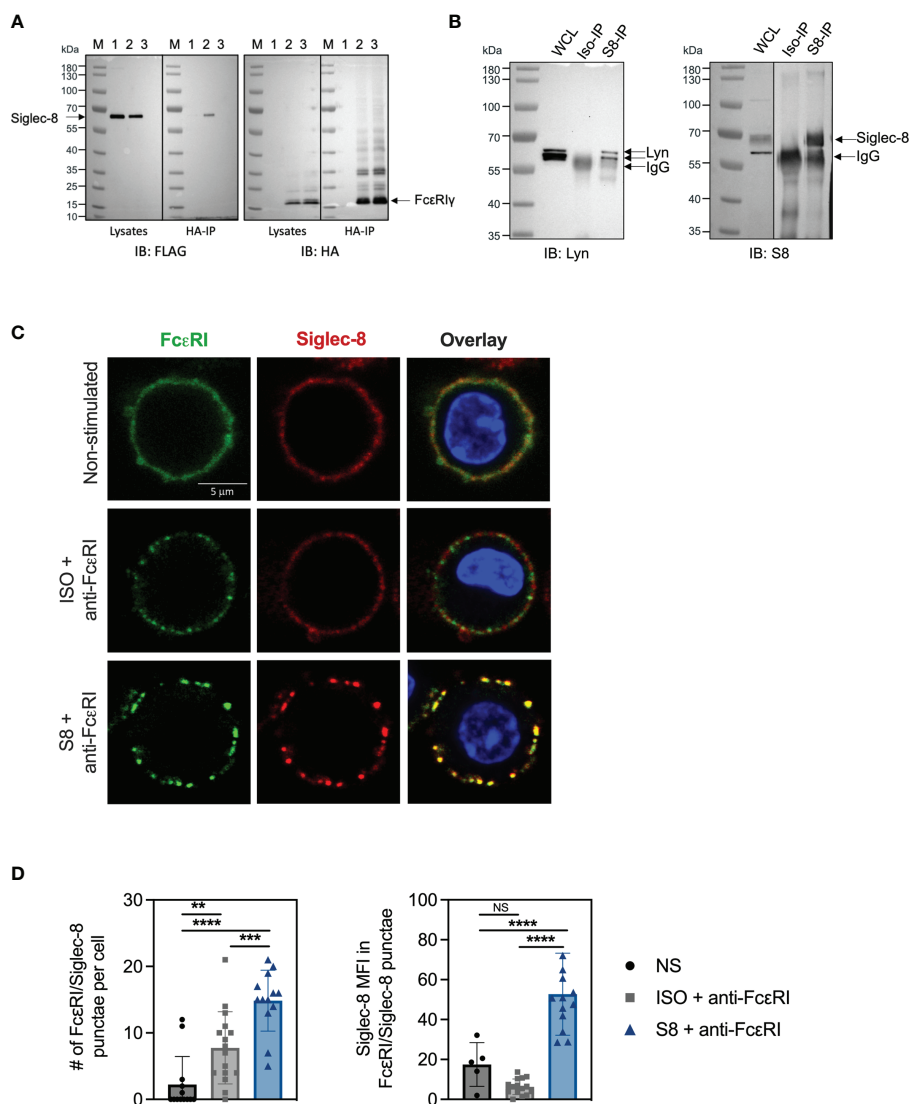 A
M 1 2 3 M 1 2 3 M 1 2 3 M 1 2 3
kDa
180
130
100
70
55
40
35
25
15
10
Siglec-8
FcεRIγ
Lysates HA-IP Lysates HA-IP
IB: FLAG IB: HA
B
WCL Iso-IP S8-IP
kDa
180
130
100
70
55
40
35
Lyn
IgG
IB: Lyn
WCL Iso-IP S8-IP
kDa
180
130
100
70
55
40
35
Siglec-8
IgG
IB: S8
C
FcεRI Siglec-8 Overlay
Non-stimulated
5 μm
ISO +
anti-FcεRI
S8 +
anti-FcεRI
D
# of FcεRI/Siglec-8
punctae per cell
30
20
10
0
**
****
***
Siglec-8 MFI in
FcεRI/Siglec-8 punctae
100
80
60
40
20
0
NS
****
****
NS
ISO + anti-FcεRI
S8 + anti-FcεRI